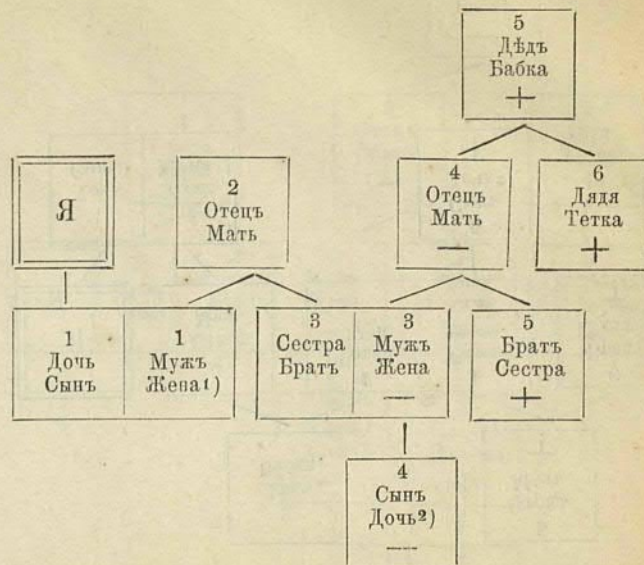 5
Дѣдъ
Бабка
+
Я
2
Отецъ
Мать
4
Отецъ
Мать
—
6
Дядя
Тетка
+
1
Дочь
Сынъ
1
Мужъ
Жена1)
3
Сестра
Братъ
3
Мужъ
Жена
—
5
Братъ
Сестра
+
4
Сынъ
Дочь2)
—